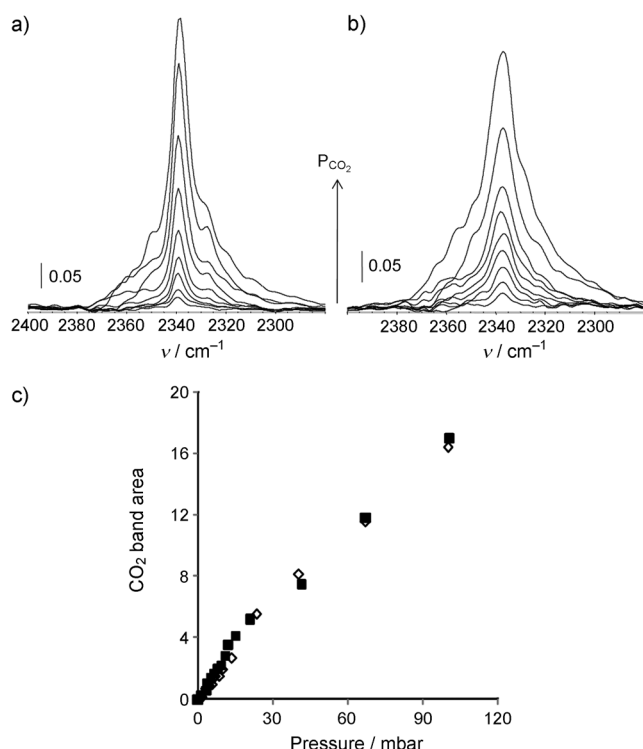 a)
0.05
2400 2380 2360 2340 2320 2300
ν / cm⁻¹
P_CO₂
b)
0.05
2380 2360 2340 2320 2300
ν / cm⁻¹
c)
CO₂ band area
20
16
12
8
4
0
0 30 60 90 120
Pressure / mbar